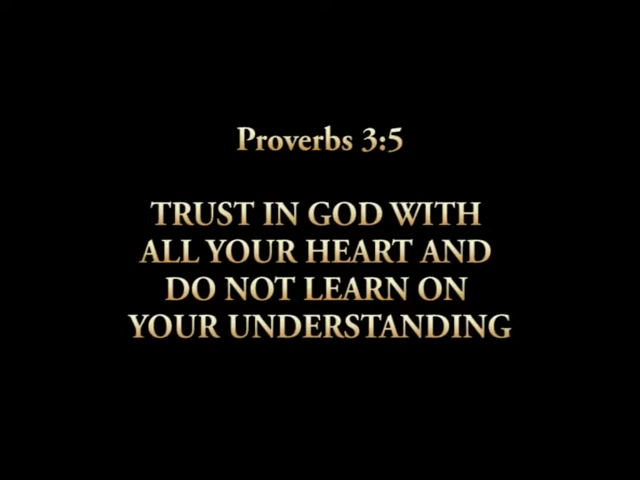 Proverbs 3:5
TRUST IN GOD WITH
ALL YOUR HEART AND
DO NOT LEARN ON
YOUR UNDERSTANDING